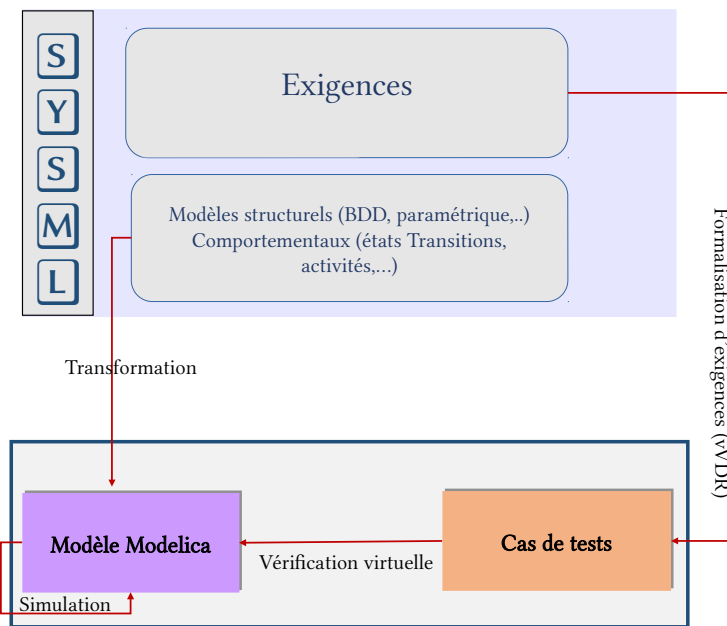 S
Y
S
M
L
Exigences
Modèles structurels (BDD, paramétrique,..)
Comportementaux (états Transitions,
activités,...)
Transformation
Formalisation d'exigences (vVDR)
Modèle Modelica
Vérification virtuelle
Cas de tests
Simulation